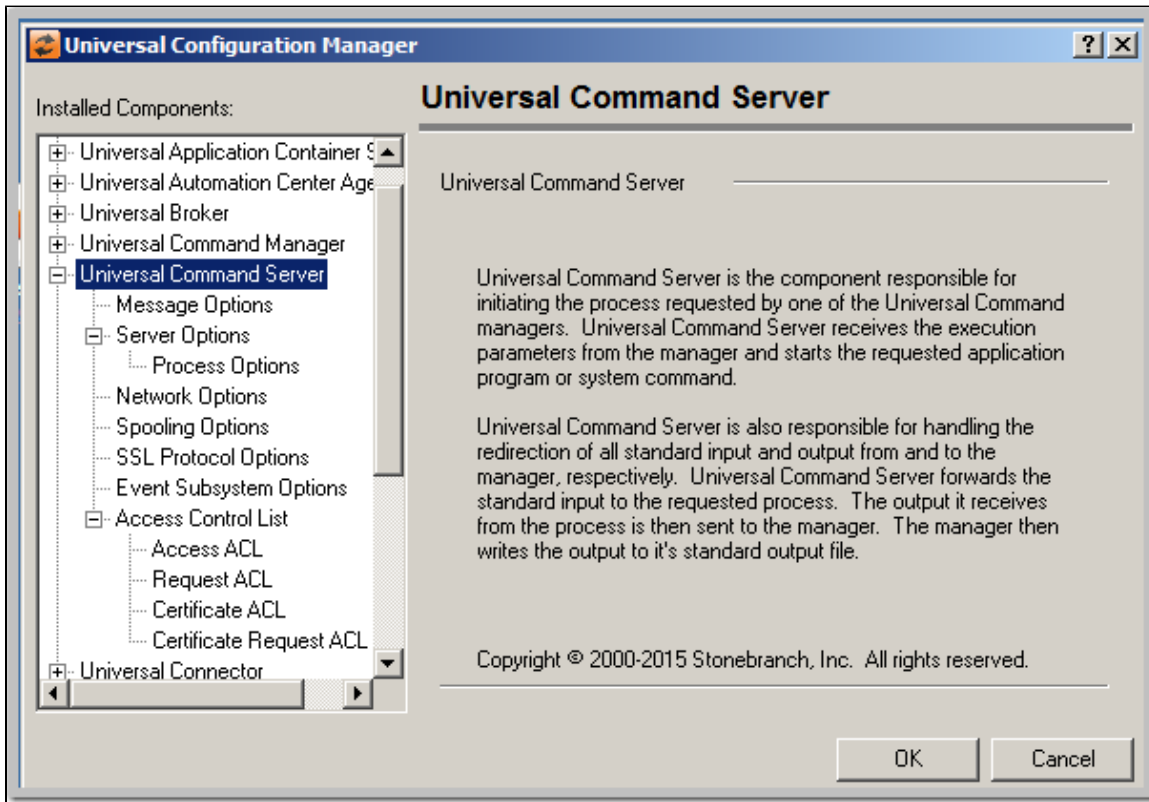 Universal Configuration Manager
Installed Components:
Universal Application Container S
Universal Automation Center Age
Universal Broker
Universal Command Manager
Universal Command Server
Message Options
Server Options
Process Options
Network Options
Spooling Options
SSL Protocol Options
Event Subsystem Options
Access Control List
Access ACL
Request ACL
Certificate ACL
Certificate Request ACL
Universal Connector
Universal Command Server
Universal Command Server
Universal Command Server is the component responsible for
initiating the process requested by one of the Universal Command
managers.  Universal Command Server receives the execution
parameters from the manager and starts the requested application
program or system command.
Universal Command Server is also responsible for handling the
redirection of all standard input and output from and to the
manager, respectively.  Universal Command Server forwards the
standard input to the requested process.  The output it receives
from the process is then sent to the manager.  The manager then
writes the output to it's standard output file.
Copyright © 2000-2015 Stonebranch, Inc.  All rights reserved.
OK
Cancel